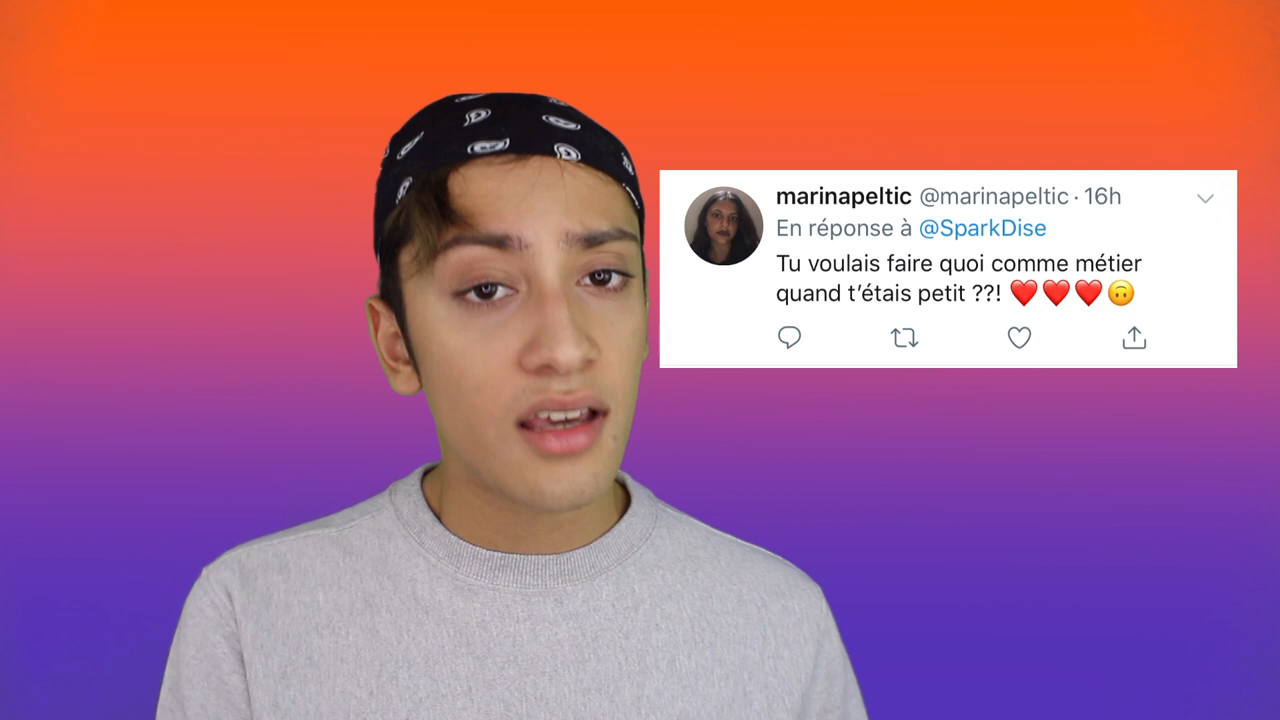 marinapeltic @marinapeltic · 16h
En réponse à @SparkDise
Tu voulais faire quoi comme métier
quand t’étais petit ??! ❤️❤️❤️🙃